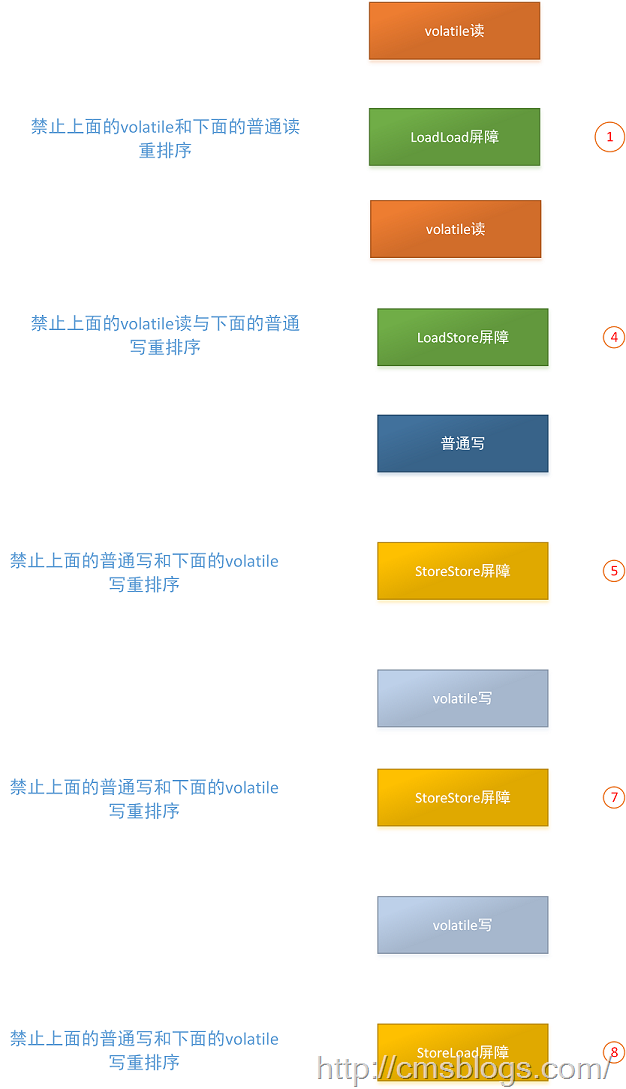 volatile读
禁止上面的volatile和下面的普通读
重排序
LoadLoad屏障
1
volatile读
禁止上面的volatile读与下面的普通
写重排序
LoadStore屏障
4
普通写
禁止上面的普通写和下面的volatile
写重排序
StoreStore屏障
5
volatile写
禁止上面的普通写和下面的volatile
写重排序
StoreStore屏障
7
volatile写
禁止上面的普通写和下面的volatile
写重排序
StoreLoad屏障
8
http://cmsblogs.com/